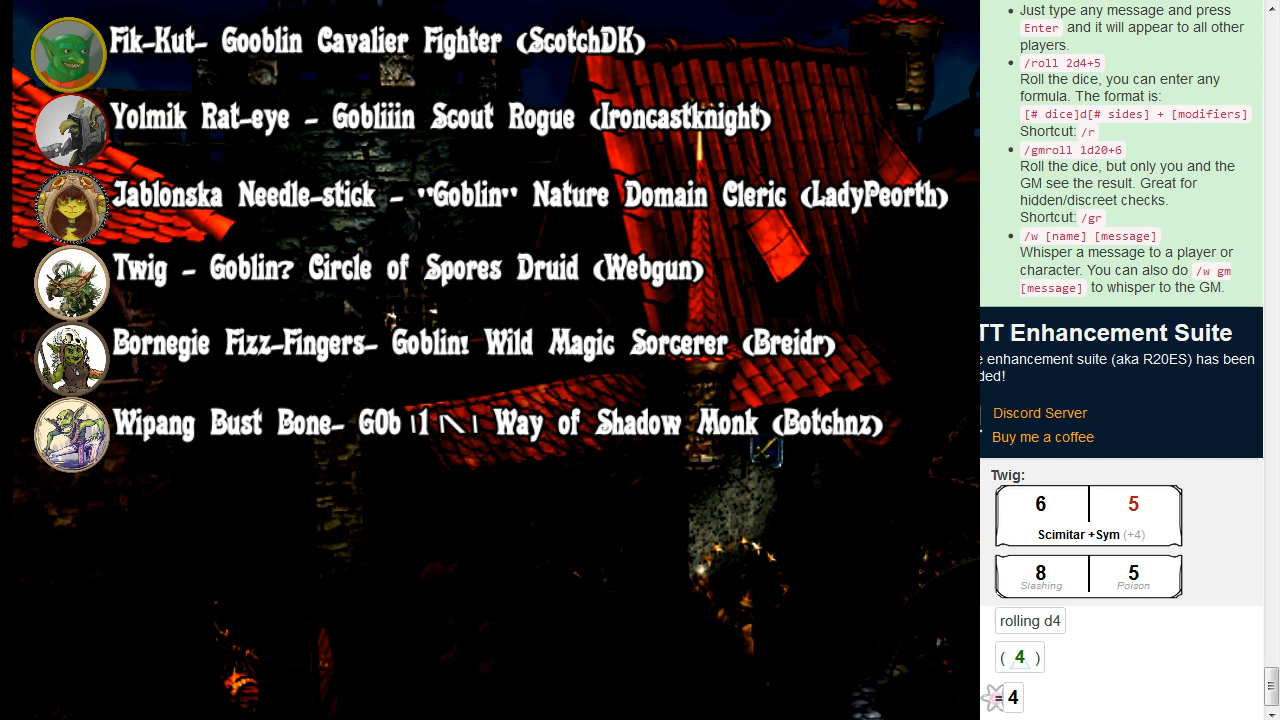 Fik-Kut- Gooblin Cavalier Fighter (ScotchDK)
Yolmik Rat-eye - Gobliiin Scout Rogue (Ironcastknight)
Jablonska Needle-stick - "Goblin" Nature Domain Cleric (LadyPeorth)
Twig - Goblin? Circle of Spores Druid (Webgun)
Bornegie Fizz-Fingers- Goblin! Wild Magic Sorcerer (Breidr)
Wipang Bust Bone- G0b|1|\| Way of Shadow Monk (Botchnz)
Just type any message and press
Enter and it will appear to all other
players.
/roll 2d4+5
Roll the dice, you can enter any
formula. The format is:
[# dice]d[# sides] + [modifiers]
Shortcut: /r
/gmroll 1d20+6
Roll the dice, but only you and the
GM see the result. Great for
hidden/discreet checks.
Shortcut: /gr
/w [name] [message]
Whisper a message to a player or
character. You can also do /w gm
[message] to whisper to the GM.
TT Enhancement Suite
e enhancement suite (aka R20ES) has been
ded!
Discord Server
Buy me a coffee
Twig:
6 5
Scimitar +Sym (+4)
8 5
Slashing Poison
rolling d4
( 4 )
= 4